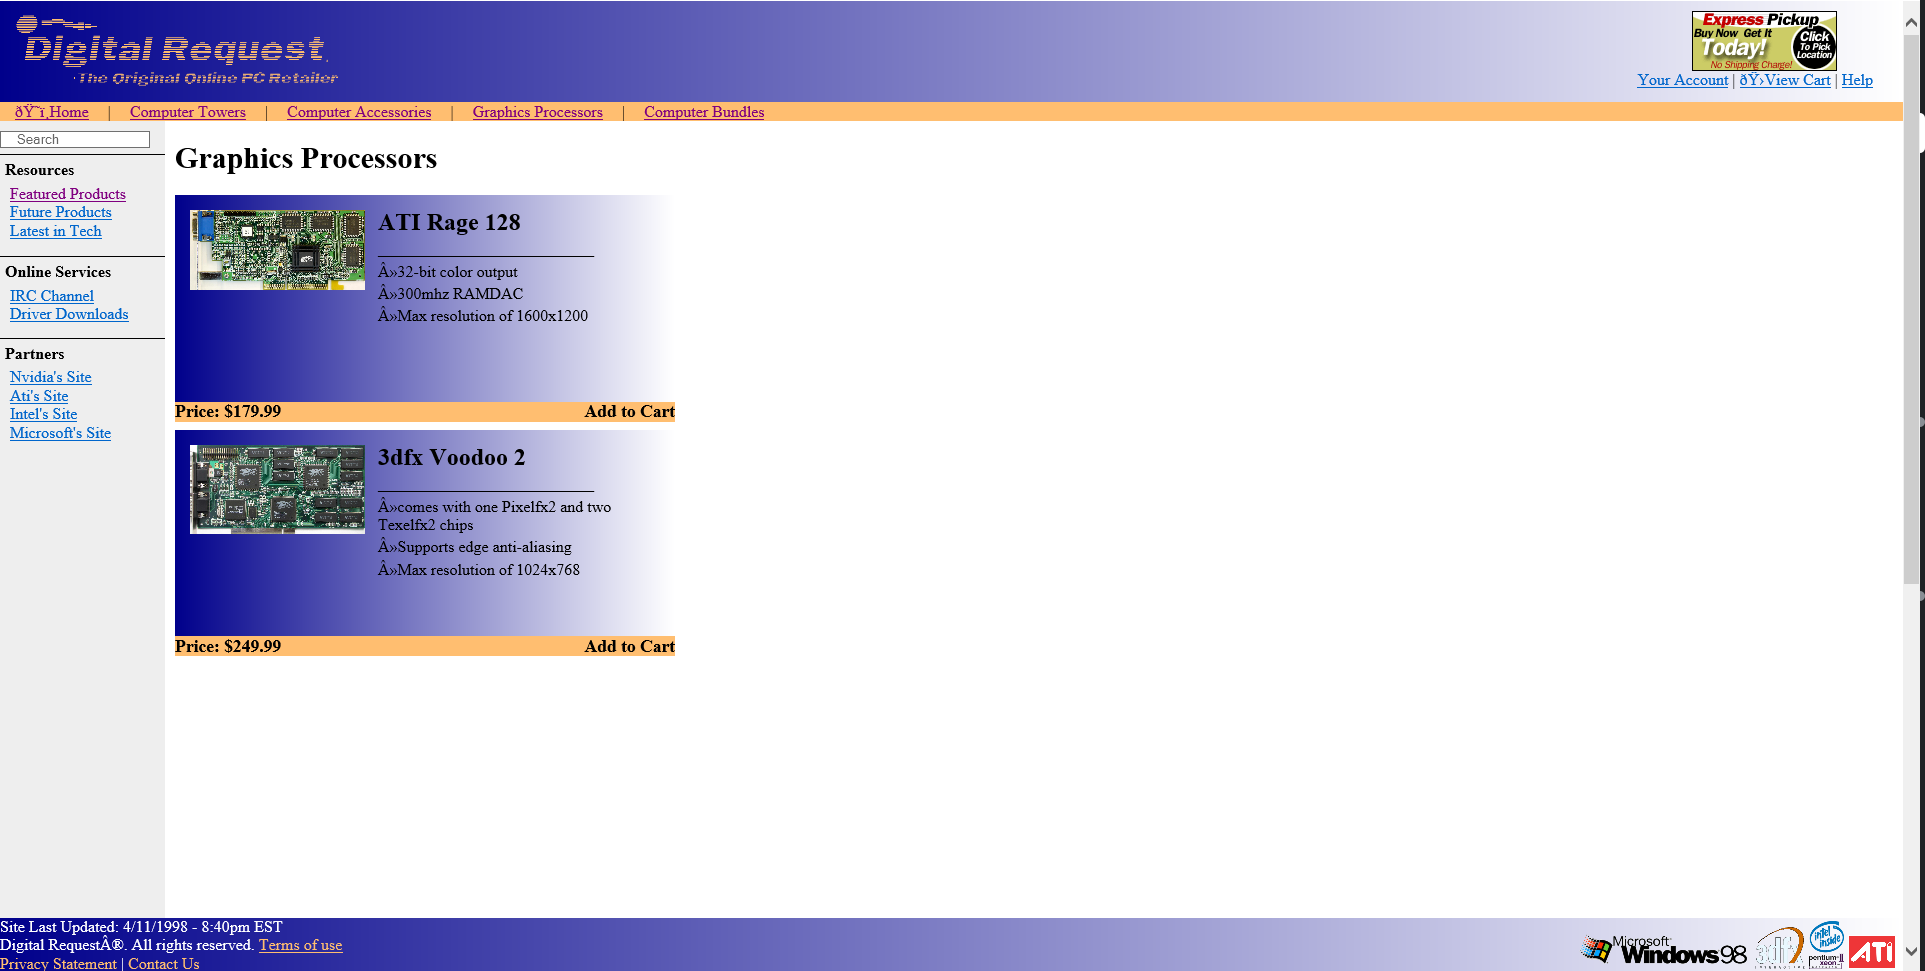 Digital Request
The Original Online PC Retailer
Express Pickup
Buy Now Get It
Today!
Click
To Pick
Location
No Shipping Charge!
Your Account | ðŸ›’View Cart | Help
ðŸ˜ï¸Home | Computer Towers | Computer Accessories | Graphics Processors | Computer Bundles
Search
Resources
Featured Products
Future Products
Latest in Tech
Online Services
IRC Channel
Driver Downloads
Partners
Nvidia's Site
Ati's Site
Intel's Site
Microsoft's Site
Graphics Processors
ATI Rage 128
Â»32-bit color output
Â»300mhz RAMDAC
Â»Max resolution of 1600x1200
Price: $179.99 Add to Cart
3dfx Voodoo 2
Â»comes with one Pixelfx2 and two
Texelfx2 chips
Â»Supports edge anti-aliasing
Â»Max resolution of 1024x768
Price: $249.99 Add to Cart
Site Last Updated: 4/11/1998 - 8:40pm EST
Digital RequestÂ®. All rights reserved. Terms of use
Privacy Statement | Contact Us
Microsoft
Windows 98
3dfx
intel
inside
pentium II
xeon
ATi